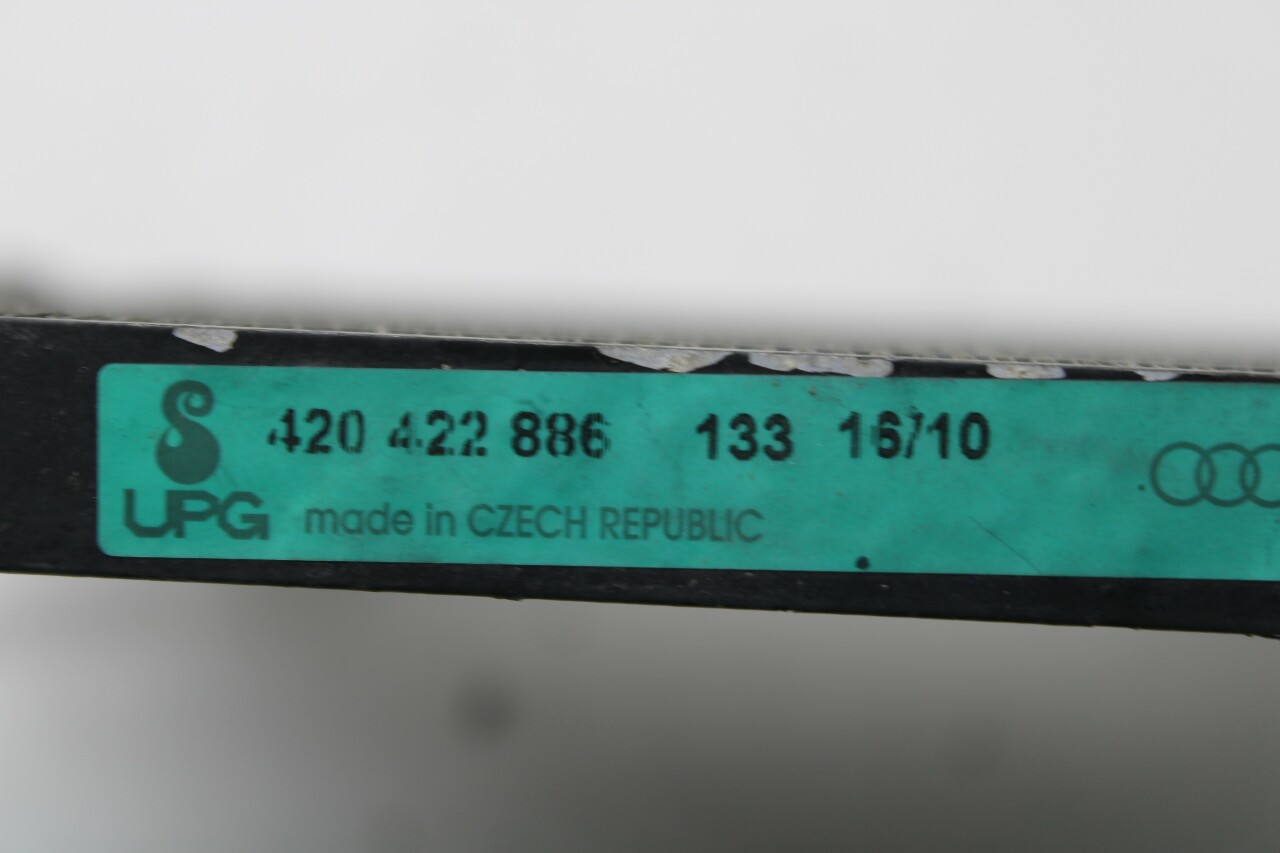 420 422 886 133 16/10
UPG made in CZECH REPUBLIC